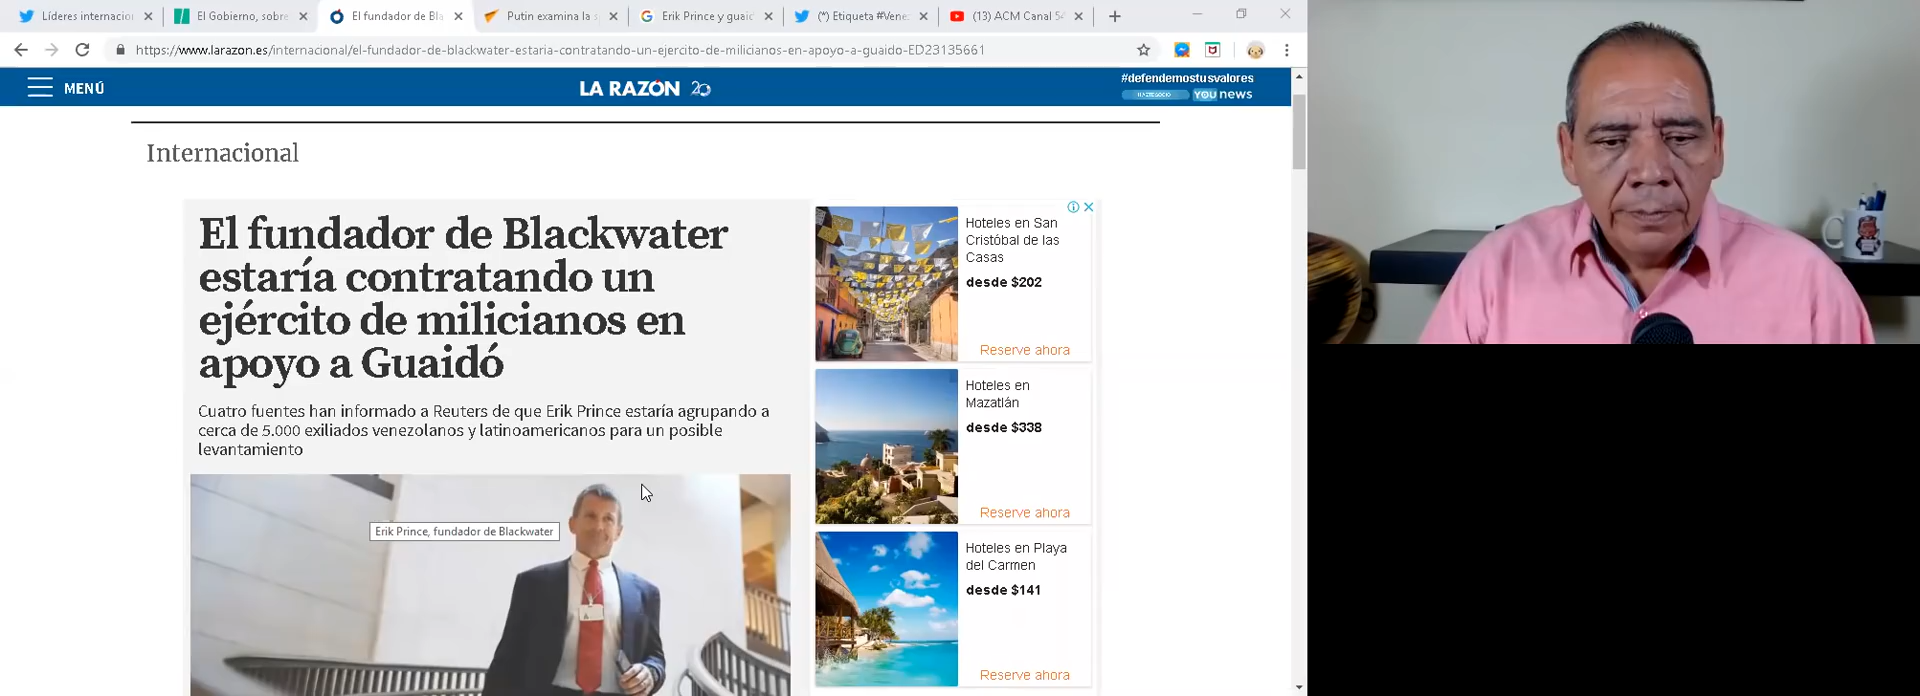 Líderes internacio
El Gobierno, sobre
El fundador de Bla
Putin examina la s
Erik Prince y guaid
(*) Etiqueta #Vene
(13) ACM Canal 54
https://www.larazon.es/internacional/el-fundador-de-blackwater-estaria-contratando-un-ejercito-de-milicianos-en-apoyo-a-guaido-ED23135661
MENÚ
LA RAZÓN 20
#defendemostusvalores
YOU news
Internacional
El fundador de Blackwater
estaría contratando un
ejército de milicianos en
apoyo a Guaidó
Cuatro fuentes han informado a Reuters de que Erik Prince estaría agrupando a
cerca de 5.000 exiliados venezolanos y latinoamericanos para un posible
levantamiento
Erik Prince, fundador de Blackwater
Hoteles en San
Cristóbal de las
Casas
desde $202
Reserve ahora
Hoteles en
Mazatlán
desde $338
Reserve ahora
Hoteles en Playa
del Carmen
desde $141
Reserve ahora